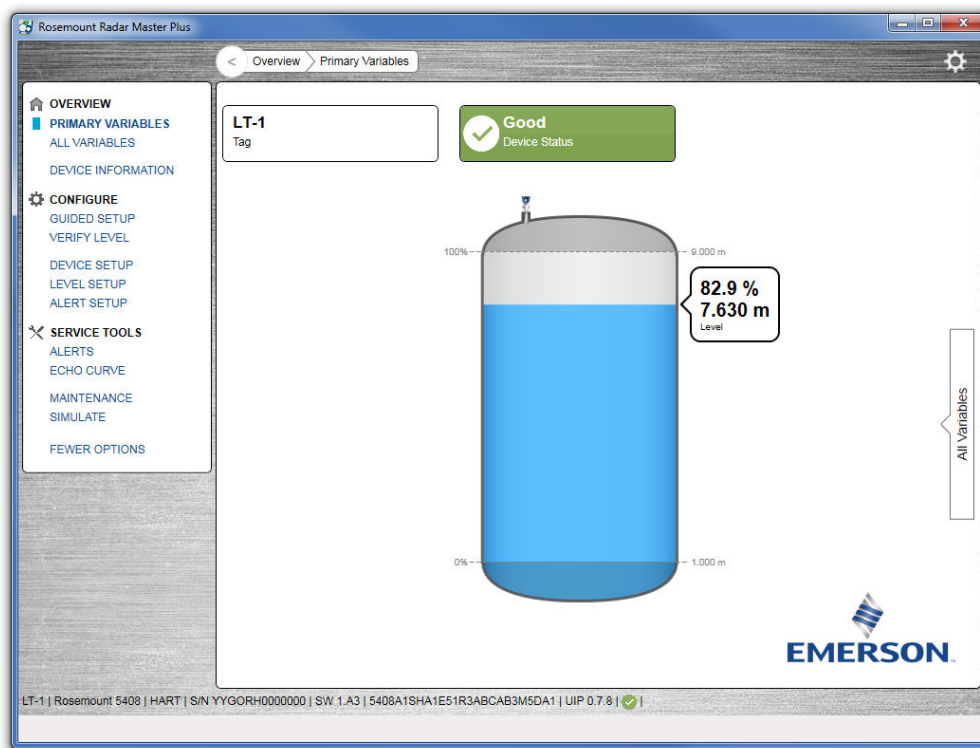 Rosemount Radar Master Plus
< Overview Primary Variables
OVERVIEW
PRIMARY VARIABLES
ALL VARIABLES
DEVICE INFORMATION
CONFIGURE
GUIDED SETUP
VERIFY LEVEL
DEVICE SETUP
LEVEL SETUP
ALERT SETUP
SERVICE TOOLS
ALERTS
ECHO CURVE
MAINTENANCE
SIMULATE
FEWER OPTIONS
LT-1
Tag
Good
Device Status
100%
9.000 m
82.9 %
7.630 m
Level
0%
1.000 m
All Variables
EMERSON
LT-1 | Rosemount 5408 | HART | S/N YYGORH0000000 | SW 1.A3 | 5408A1SHA1E51R3ABCAB3M5DA1 | UIP 0.7.8 | |